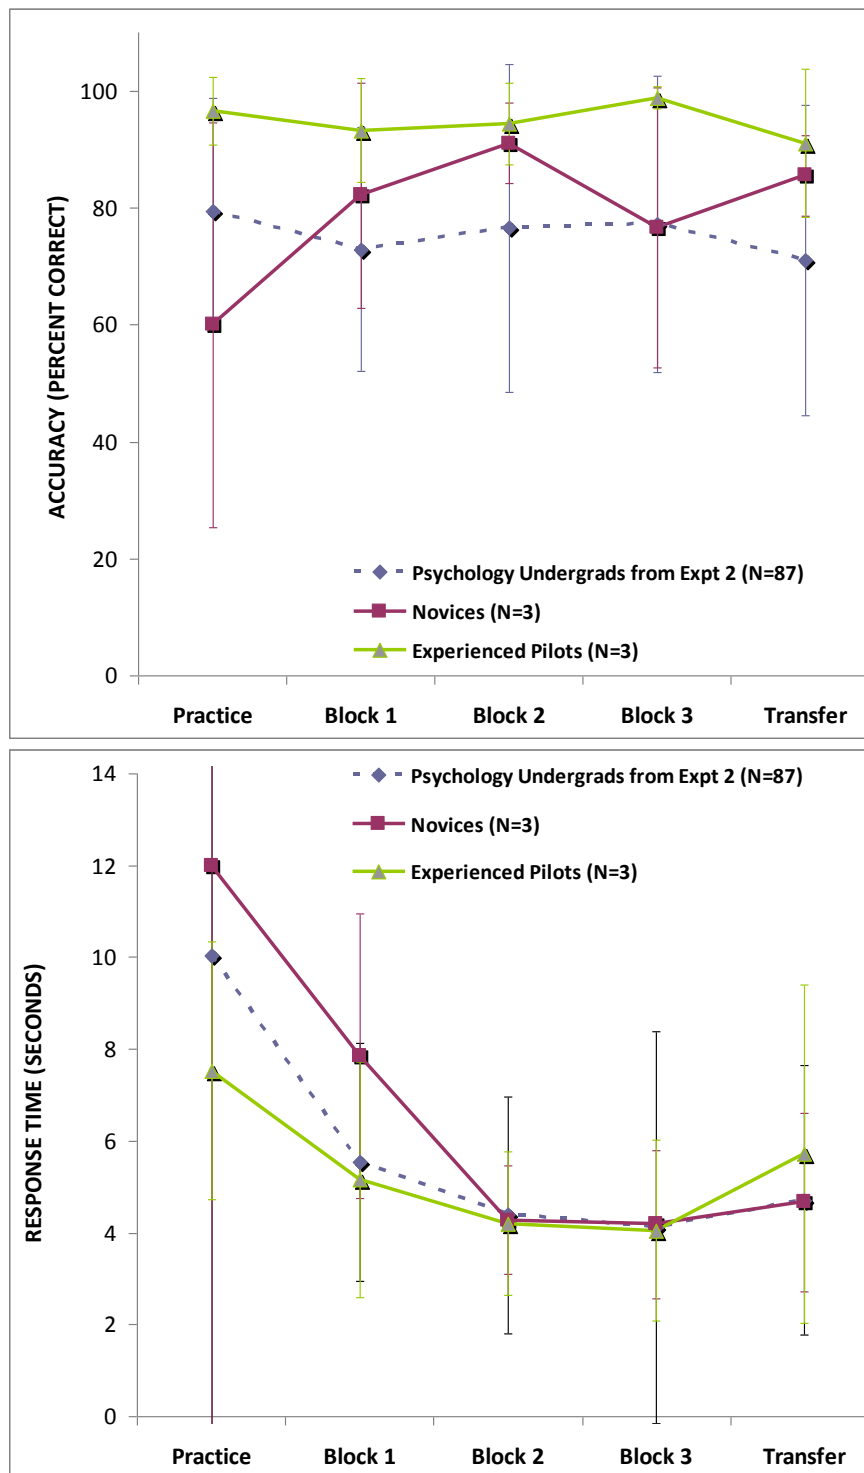 100
80
60
40
20
0
ACCURACY (PERCENT CORRECT)
Psychology Undergrads from Expt 2 (N=87)
Novices (N=3)
Experienced Pilots (N=3)
Practice Block 1 Block 2 Block 3 Transfer
14
12
10
8
6
4
2
0
RESPONSE TIME (SECONDS)
Psychology Undergrads from Expt 2 (N=87)
Novices (N=3)
Experienced Pilots (N=3)
Practice Block 1 Block 2 Block 3 Transfer